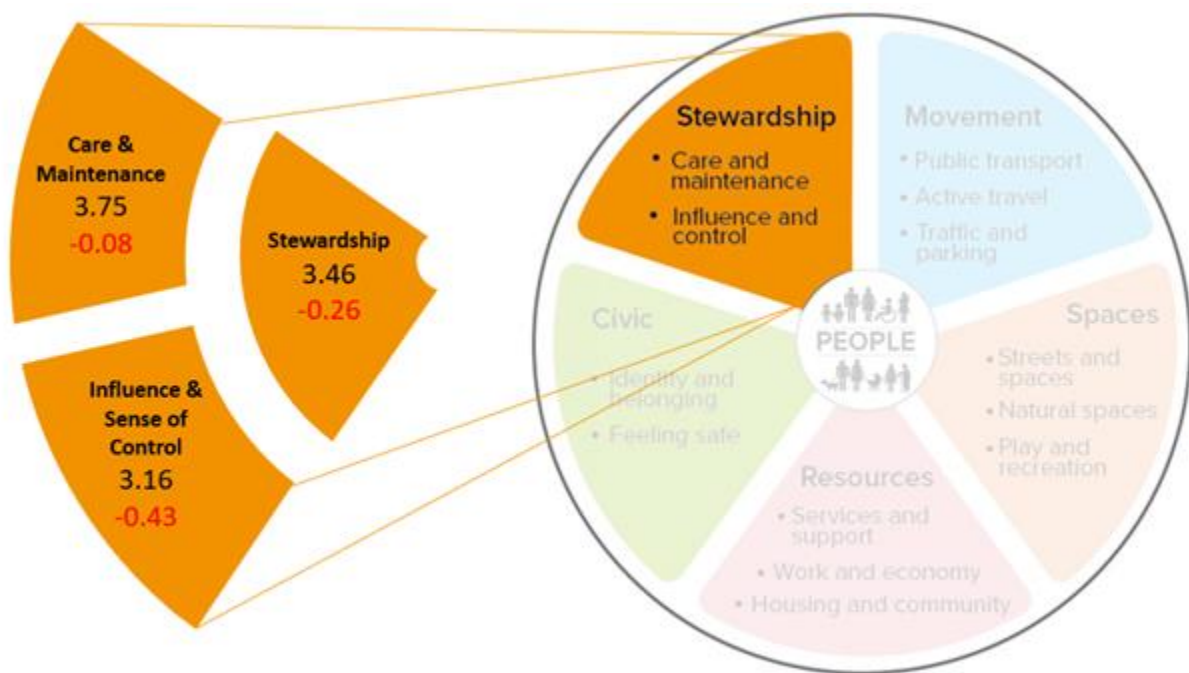 Care &
Maintenance
3.75
-0.08
Stewardship
3.46
-0.26
Influence &
Sense of
Control
3.16
-0.43
Stewardship
• Care and
maintenance
• Influence and
control
Movement
• Public transport
• Active travel
• Traffic and
parking
Civic
• Identity and
belonging
• Feeling safe
PEOPLE
Spaces
• Streets and
spaces
• Natural spaces
• Play and
recreation
Resources
• Services and
support
• Work and economy
• Housing and community